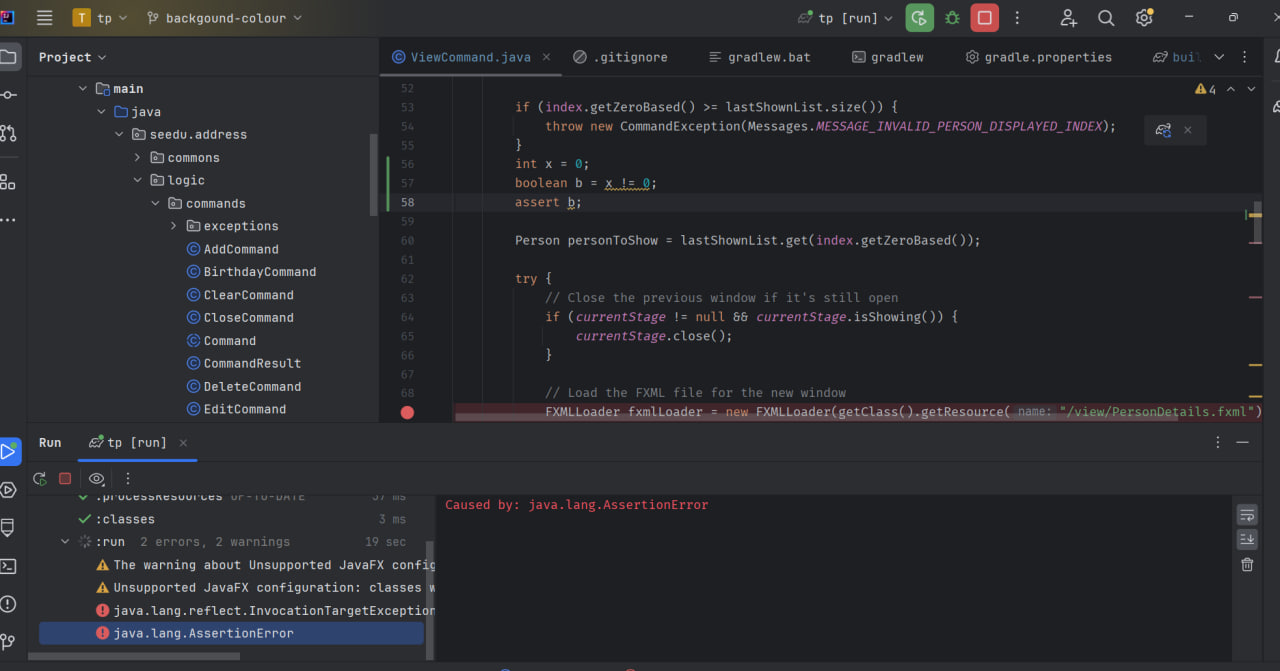 T tp backgound-colour tp [run]
Project
ViewCommand.java .gitignore gradlew.bat gradlew gradle.properties
main
java
seedu.address
commons
logic
commands
exceptions
AddCommand
BirthdayCommand
ClearCommand
CloseCommand
Command
CommandResult
DeleteCommand
EditCommand
4
52
53 if (index.getZeroBased() >= lastShownList.size()) {
54 throw new CommandException(Messages.MESSAGE_INVALID_PERSON_DISPLAYED_INDEX);
55 }
56 int x = 0;
57 boolean b = x != 0;
58 assert b;
59
60 Person personToShow = lastShownList.get(index.getZeroBased());
61
62 try {
63 // Close the previous window if it's still open
64 if (currentStage != null && currentStage.isShowing()) {
65 currentStage.close();
66 }
67
68 // Load the FXML file for the new window
FXMLLoader fxmlLoader = new FXMLLoader(getClass().getResource( name: "/view/PersonDetails.fxml")
Run tp [run]
:processResources UP-TO-DATE 37 ms
:classes 3 ms
:run 2 errors, 2 warnings 19 sec
The warning about Unsupported JavaFX config
Unsupported JavaFX configuration: classes w
java.lang.reflect.InvocationTargetException
java.lang.AssertionError
Caused by: java.lang.AssertionError